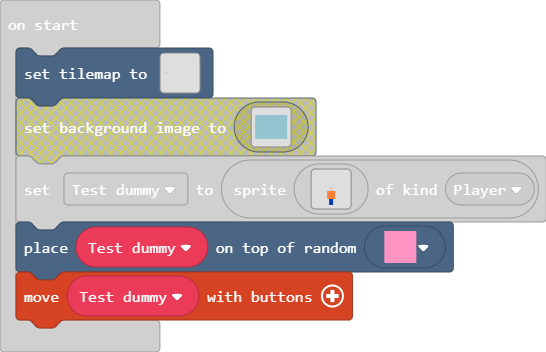 on start
set tilemap to
set background image to
set Test dummy to sprite of kind Player
place Test dummy on top of random
move Test dummy with buttons